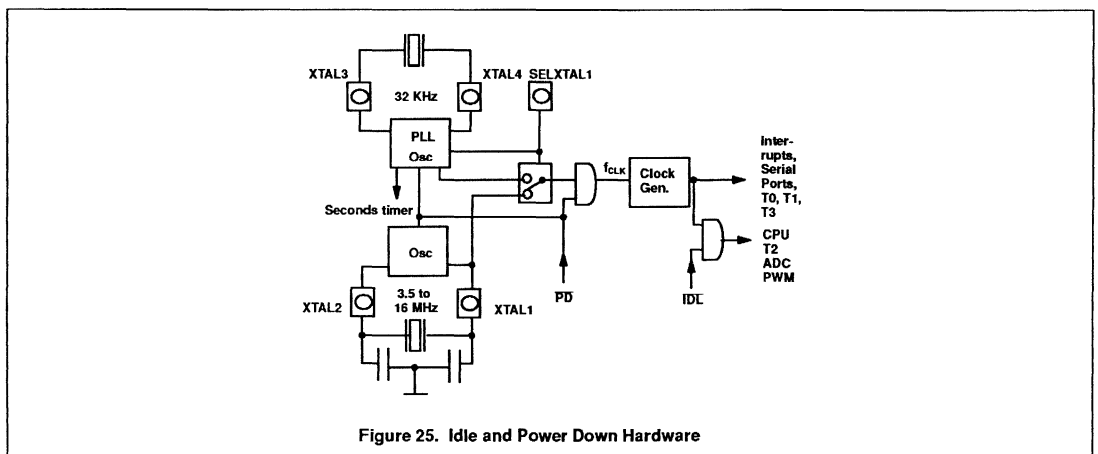 XTAL3
XTAL4 SELXTAL1
32 KHz
PLL
Osc
Seconds timer
fCLK
Clock
Gen.
Inter-
rupts,
Serial
Ports,
T0, T1,
T3
CPU
T2
ADC
PWM
Osc
PD
IDL
XTAL2
3.5 to
16 MHz
XTAL1
Figure 25. Idle and Power Down Hardware